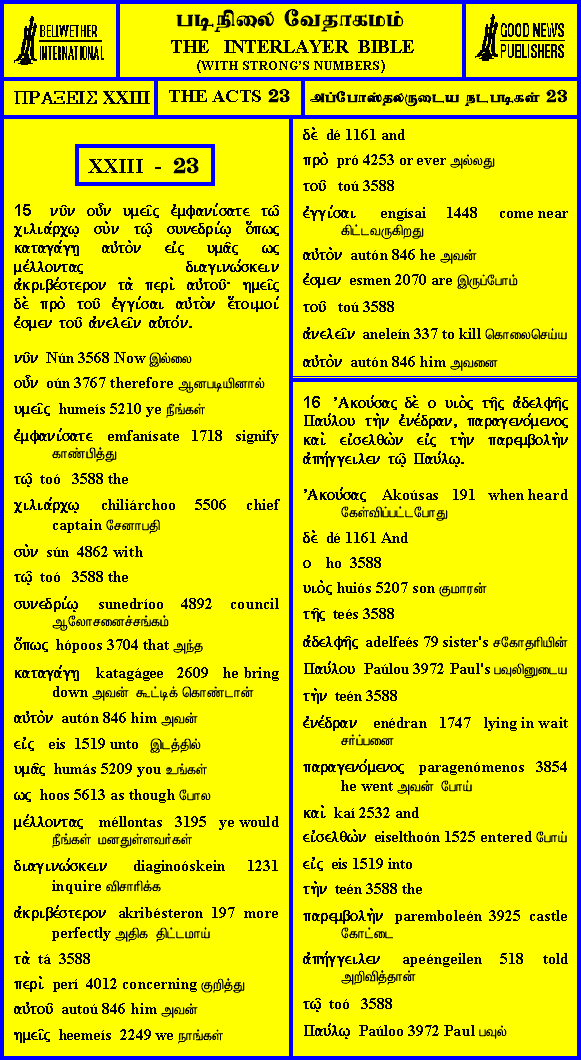 BELLWETHER
INTERNATIONAL
படிநிலை வேதாகமம்
THE INTERLAYER BIBLE
(WITH STRONG'S NUMBERS)
GOOD NEWS
PUBLISHERS
ΠΡΑΞΕΙΣ XXIII
THE ACTS 23
அப்போஸ்தலருடைய நடபடிகள் 23
XXIII - 23
15 νῦν οὖν υμεῖς ἐμφανίσατε τῶ
χιλιάρχῳ σὺν τῶ συνεδρίῳ ὅπως
καταγάγῃ αὐτὸν εἰς υμᾶς ως
μέλλοντας διαγινώσκειν
ἀκριβέστερον τὰ περὶ αὐτοῦ· ημεῖς
δὲ πρὸ τοῦ ἐγγίσαι αὐτὸν ἕτοιμοί
ἐσμεν τοῦ ἀνελεῖν αὐτόν.
νῦν Nún 3568 Now இல்லை
οὖν oún 3767 therefore ஆனபடியினால்
υμεῖς humeís 5210 ye நீங்கள்
ἐμφανίσατε emfanísate 1718 signify
காண்பித்து
τῶ toó 3588 the
χιλιάρχῳ chiliárchoo 5506 chief
captain சேனாபதி
σὺν sún 4862 with
τῶ toó 3588 the
συνεδρίῳ sunedríoo 4892 council
ஆலோசனைச்சங்கம்
ὅπως hópoos 3704 that அந்த
καταγάγῃ katagágee 2609 he bring
down அவன் கூட்டிக் கொண்டான்
αὐτὸν autón 846 him அவன்
εἰς eis 1519 unto இடத்தில்
υμᾶς humás 5209 you உங்கள்
ως hoos 5613 as though போல
μέλλοντας méllontas 3195 ye would
நீங்கள் மனதுள்ளவர்கள்
διαγινώσκειν diaginoóskein 1231
inquire விசாரிக்க
ἀκριβέστερον akribésteron 197 more
perfectly அதிக திட்டமாய்
τὰ tá 3588
περὶ perí 4012 concerning குறித்து
αὐτοῦ autoú 846 him அவன்
ημεῖς heemeís 2249 we நாங்கள்
δὲ dé 1161 and
πρὸ pró 4253 or ever அல்லது
τοῦ toú 3588
ἐγγίσαι engísai 1448 come near
கிட்டவருகிறது
αὐτὸν autón 846 he அவன்
ἐσμεν esmen 2070 are இருப்போம்
τοῦ toú 3588
ἀνελεῖν aneleín 337 to kill கொலைசெய்ய
αὐτὸν autón 846 him அவனை
16 Ἀκούσας δὲ ο υιὸς τῆς ἀδελφῆς
Παύλου τὴν ἐνέδραν, παραγενόμενος
καὶ εἰσελθὼν εἰς τὴν παρεμβολὴν
ἀπήγγειλεν τῶ Παύλῳ.
Ἀκούσας Akoúsas 191 when heard
கேள்விப்பட்டபோது
δὲ dé 1161 And
ο ho 3588
υιὸς huiós 5207 son குமாரன்
τῆς teés 3588
ἀδελφῆς adelfeés 79 sister's சகோதரியின்
Παύλου Paúlou 3972 Paul's பவுலினுடைய
τὴν teén 3588
ἐνέδραν enédran 1747 lying in wait
சர்ப்பனை
παραγενόμενος paragenómenos 3854
he went அவன் போய்
καὶ kaí 2532 and
εἰσελθὼν eiselthoón 1525 entered போய்
εἰς eis 1519 into
τὴν teén 3588 the
παρεμβολὴν paremboleén 3925 castle
கோட்டை
ἀπήγγειλεν apeéngeilen 518 told
அறிவித்தான்
τῶ toó 3588
Παύλῳ Paúloo 3972 Paul பவுல்